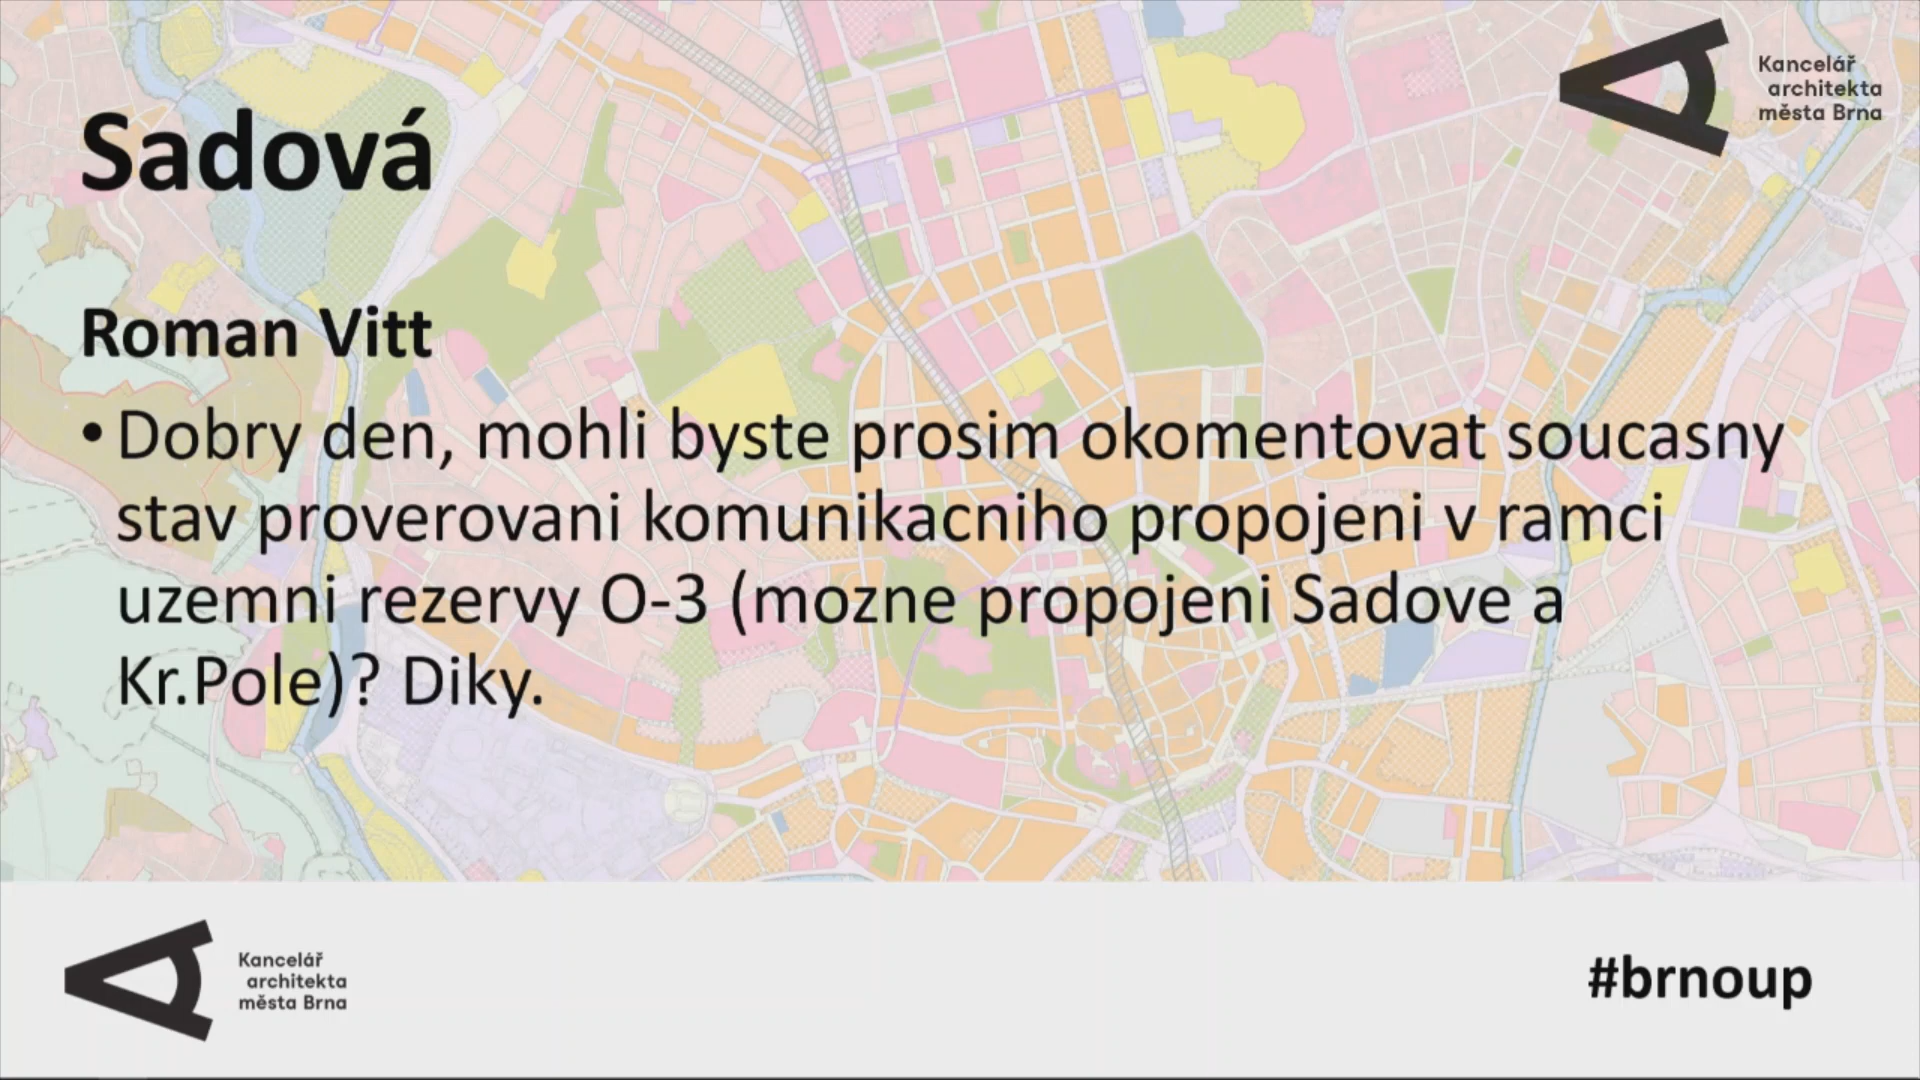 Kancelář
architekta
města Brna
Sadová
Roman Vitt
• Dobry den, mohli byste prosim okomentovat soucasny
stav proverovani komunikacniho propojeni v ramci
uzemni rezervy O-3 (mozne propojeni Sadove a
Kr.Pole)? Diky.
Kancelář
architekta
města Brna
#brnoup